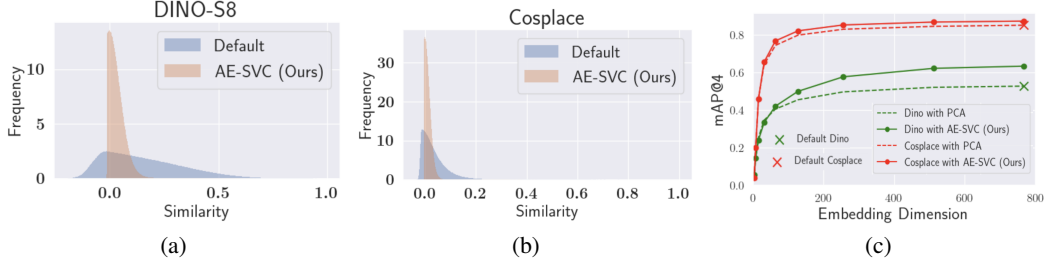 DINO-S8
Default
AE-SVC (Ours)
Frequency
10
5
0
0.0
0.5
1.0
Similarity
(a)
Cosplace
Default
AE-SVC (Ours)
Frequency
30
20
10
0
0.0
0.2
0.4
0.6
0.8
1.0
Similarity
(b)
mAP@4
0.8
0.6
0.4
0.2
0.0
Default Dino
Default Cosplace
Dino with PCA
Dino with AE-SVC (Ours)
Cosplace with PCA
Cosplace with AE-SVC (Ours)
0
200
400
600
800
Embedding Dimension
(c)